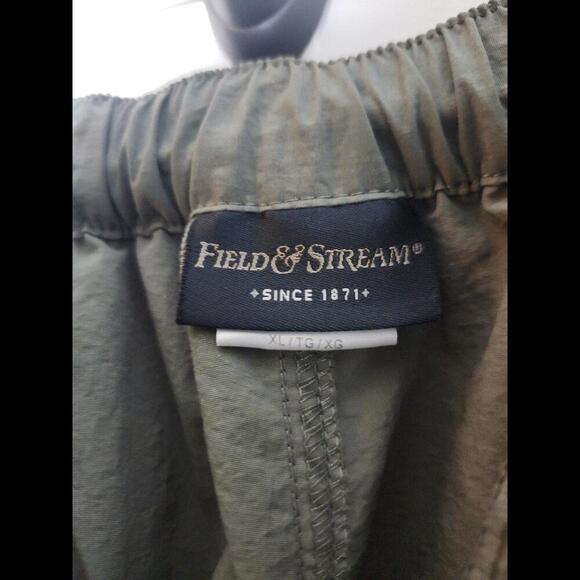 FIELD & STREAM®
+SINCE 1871+
XL/TG/XG